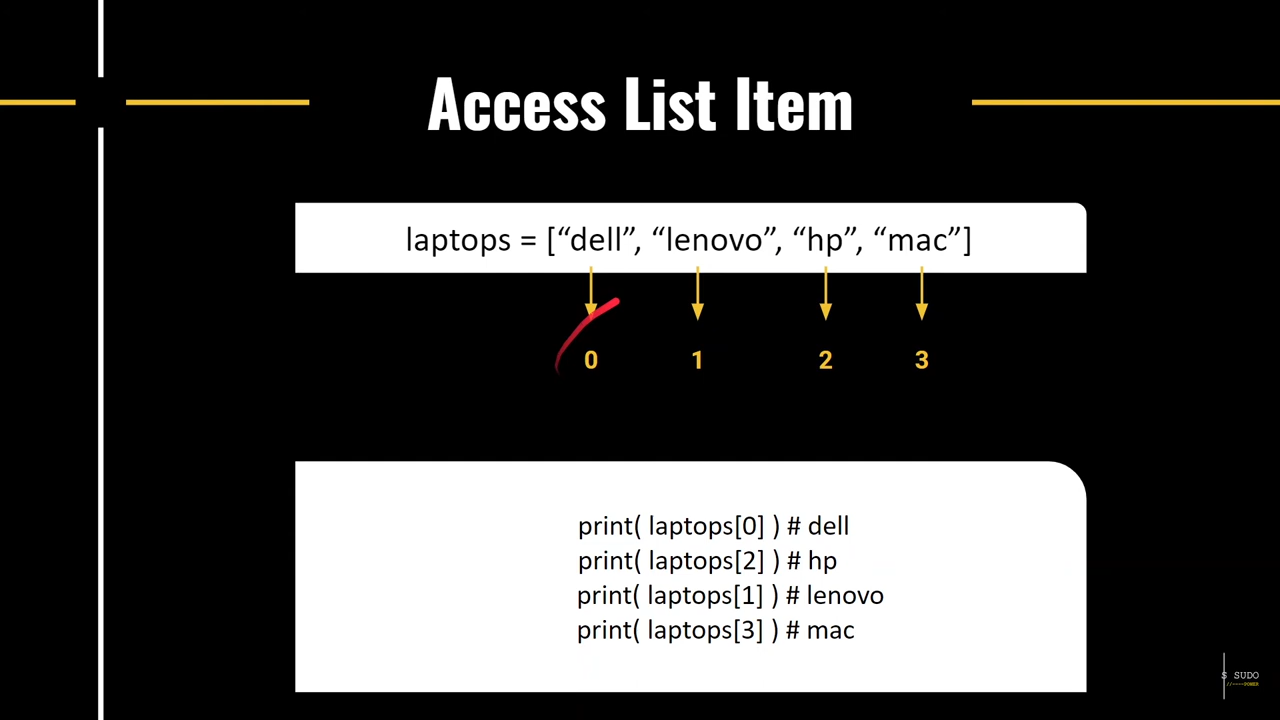 Access List Item
laptops = [“dell”, “lenovo”, “hp”, “mac”]
0 1 2 3
print( laptops[0] ) # dell
print( laptops[2] ) # hp
print( laptops[1] ) # lenovo
print( laptops[3] ) # mac
S SUDO